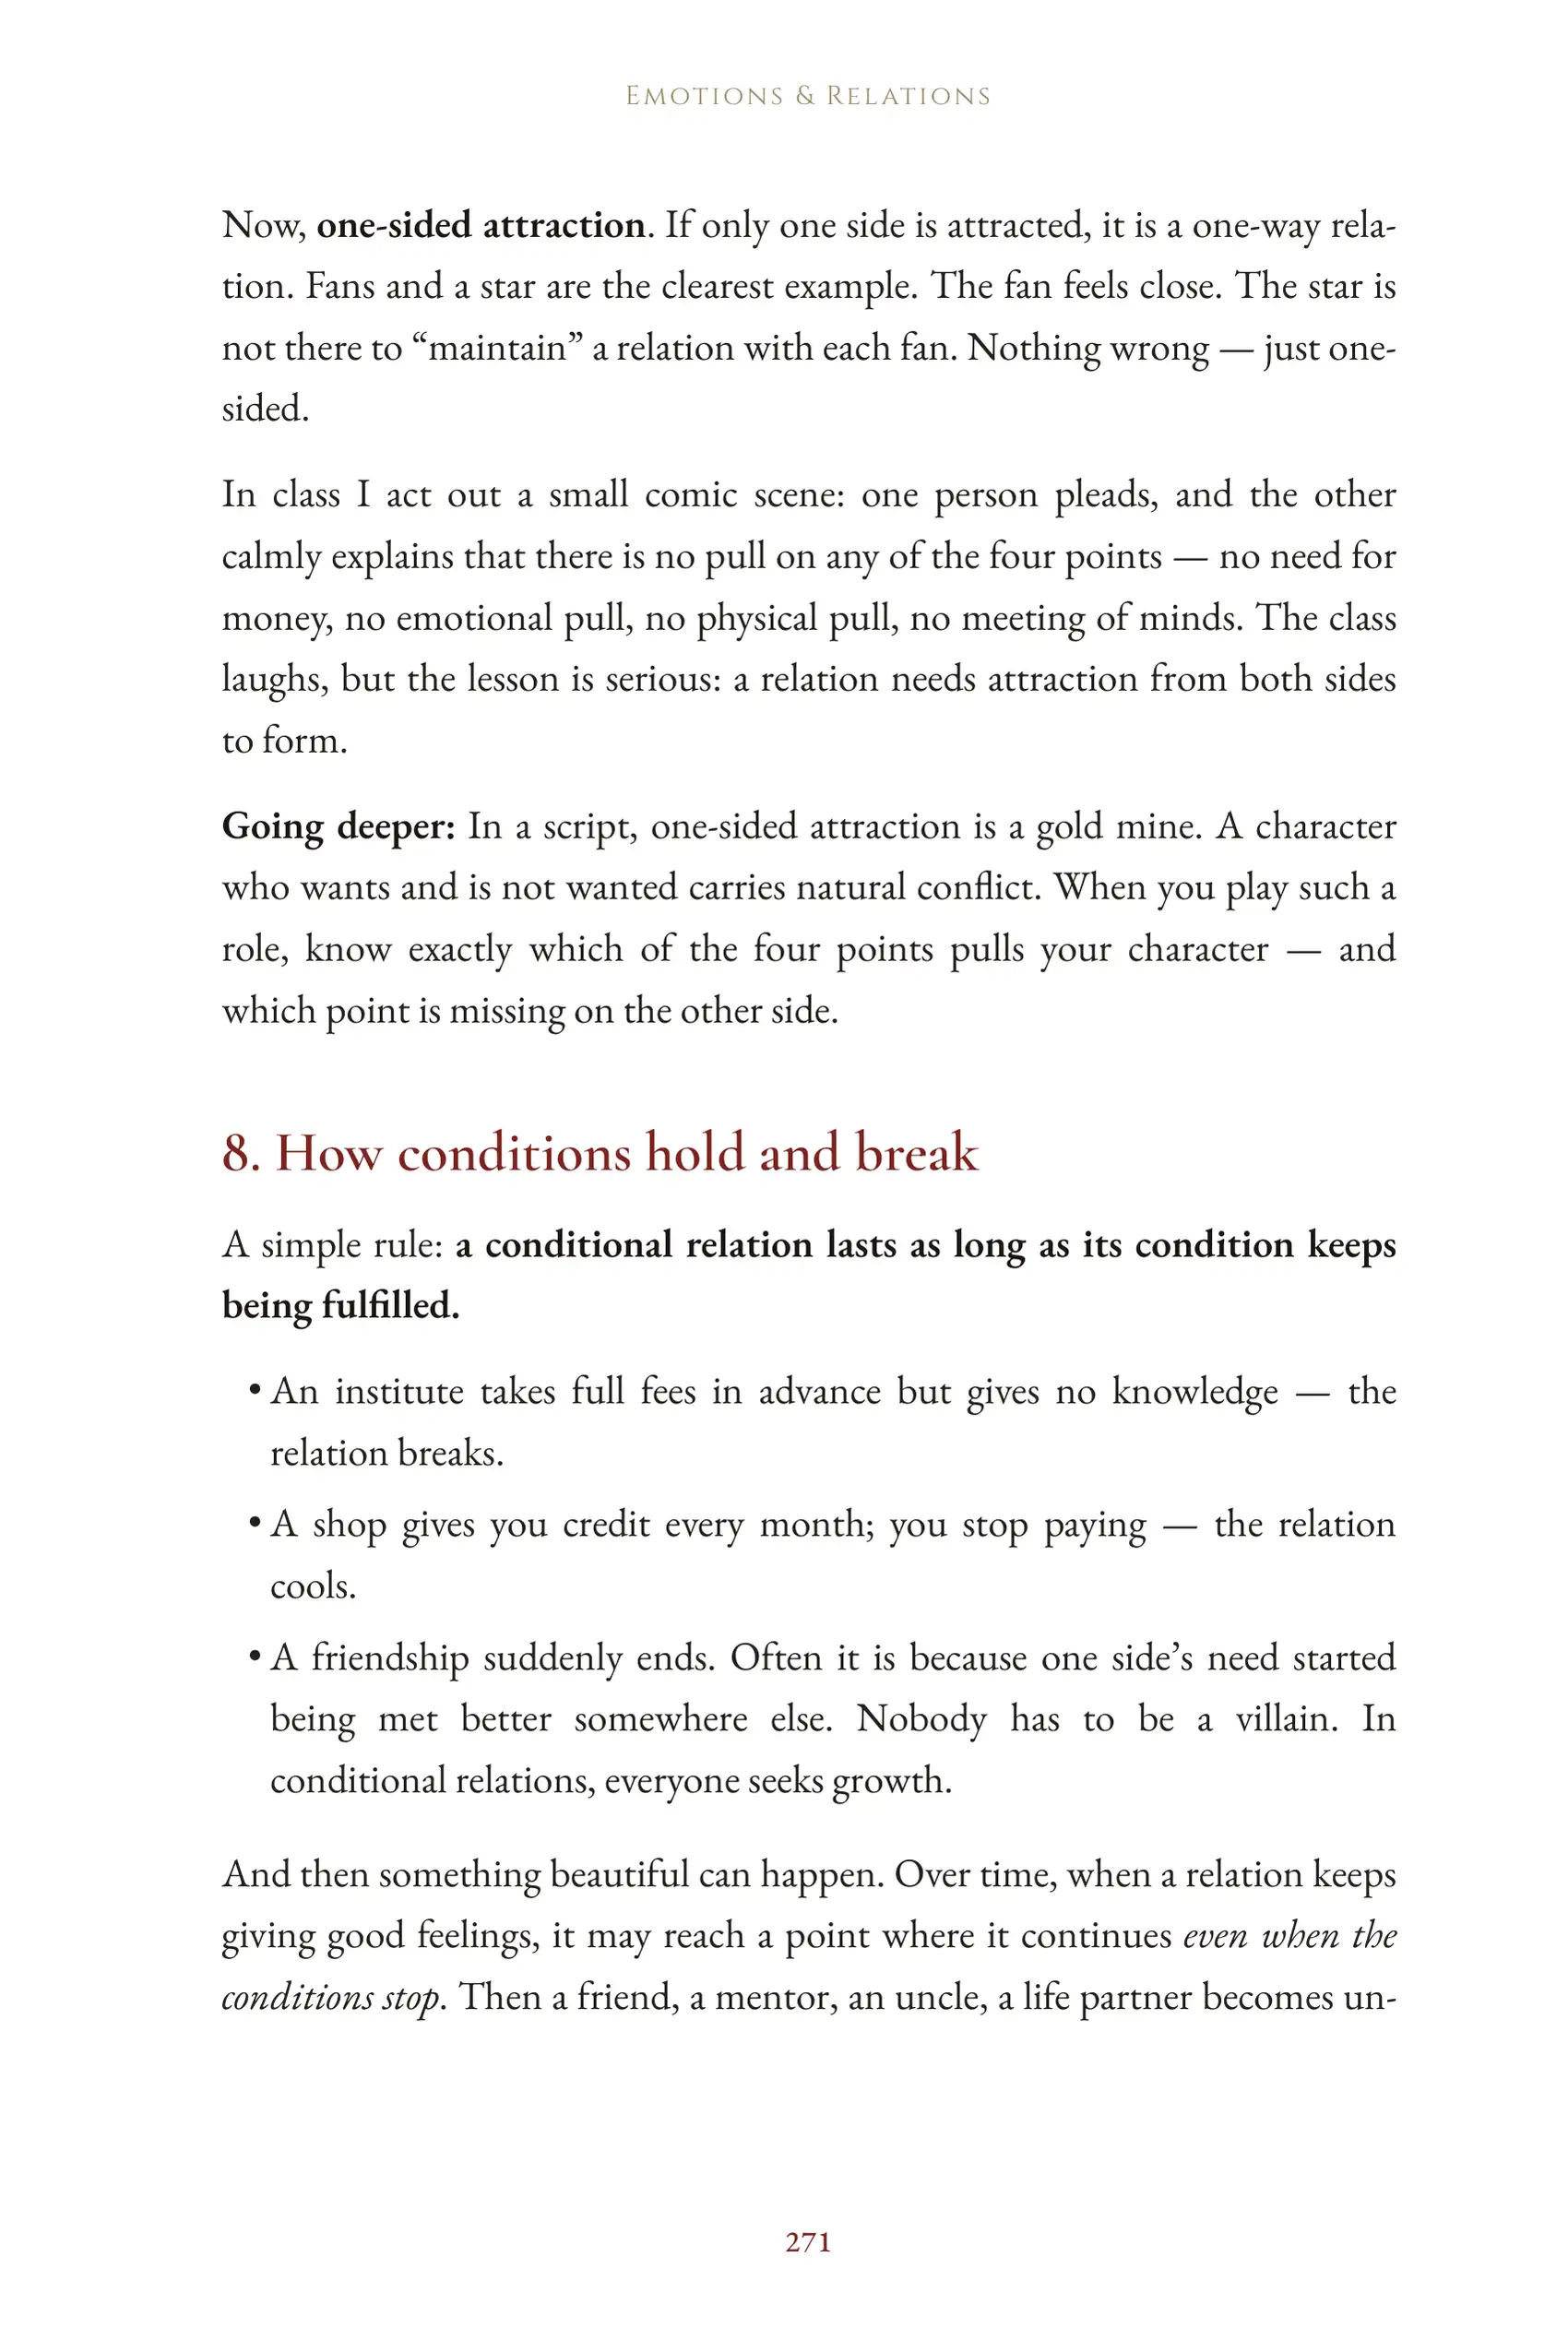 EMOTIONS & RELATIONS
Now, one-sided attraction. If only one side is attracted, it is a one-way rela-
tion. Fans and a star are the clearest example. The fan feels close. The star is
not there to “maintain” a relation with each fan. Nothing wrong — just one-
sided.
In class I act out a small comic scene: one person pleads, and the other
calmly explains that there is no pull on any of the four points — no need for
money, no emotional pull, no physical pull, no meeting of minds. The class
laughs, but the lesson is serious: a relation needs attraction from both sides
to form.
Going deeper: In a script, one-sided attraction is a gold mine. A character
who wants and is not wanted carries natural conflict. When you play such a
role, know exactly which of the four points pulls your character — and
which point is missing on the other side.
8. How conditions hold and break
A simple rule: a conditional relation lasts as long as its condition keeps
being fulfilled.
• An institute takes full fees in advance but gives no knowledge — the
relation breaks.
• A shop gives you credit every month; you stop paying — the relation
cools.
• A friendship suddenly ends. Often it is because one side’s need started
being met better somewhere else. Nobody has to be a villain. In
conditional relations, everyone seeks growth.
And then something beautiful can happen. Over time, when a relation keeps
giving good feelings, it may reach a point where it continues even when the
conditions stop. Then a friend, a mentor, an uncle, a life partner becomes un-
271